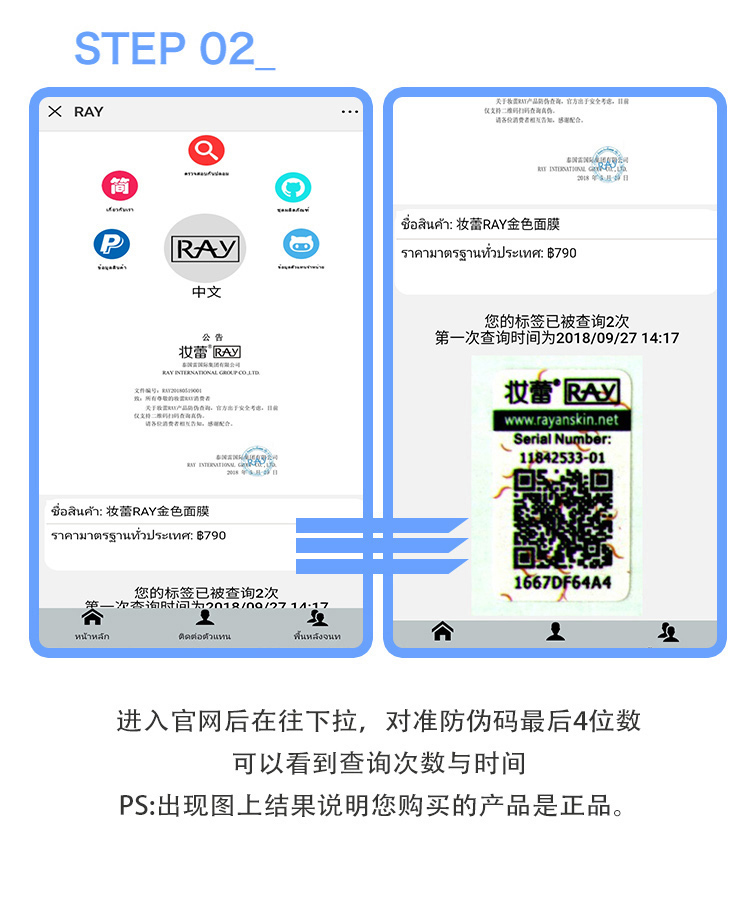 STEP 02_
RAY
ตรวจสอบกันปลอม
简
เกี่ยวกับเรา
ชุดผลิตภัณฑ์
ข้อมูลสินค้า
RAY
ข้อมูลตัวแทนจำหน่าย
中文
公 告
妆蕾® RAY
泰国雷国际集团有限公司
RAY INTERNATIONAL GROUP CO.,LTD.
文件编号：RAY20180519001
致：所有尊敬的妆蕾RAY消费者
关于妆蕾RAY产品防伪查询，官方出于安全考虑，目前
仅支持二维码扫码查询真伪。
请各位消费者相互告知，感谢配合。
泰国雷国际集团有限公司
RAY INTERNATIONAL GROUP CO.,LTD.
2018 年 5 月 19 日
ชื่อสินค้า: 妆蕾RAY金色面膜
ราคามาตรฐานทั่วประเทศ: ฿790
您的标签已被查询2次
第一次查询时间为2018/09/27 14:17
หน้าหลัก
ติดต่อตัวแทน
พื้นหลังจนท
关于妆蕾RAY产品防伪查询，官方出于安全考虑，目前
仅支持二维码扫码查询真伪。
请各位消费者相互告知，感谢配合。
泰国雷国际集团有限公司
RAY INTERNATIONAL GROUP CO.,LTD.
2018 年 5 月 19 日
ชื่อสินค้า: 妆蕾RAY金色面膜
ราคามาตรฐานทั่วประเทศ: ฿790
您的标签已被查询2次
第一次查询时间为2018/09/27 14:17
妆蕾® RAY
www.rayanskin.net
Serial Number:
11842533-01
1667DF64A4
进入官网后在往下拉，对准防伪码最后4位数
可以看到查询次数与时间
PS:出现图上结果说明您购买的产品是正品。